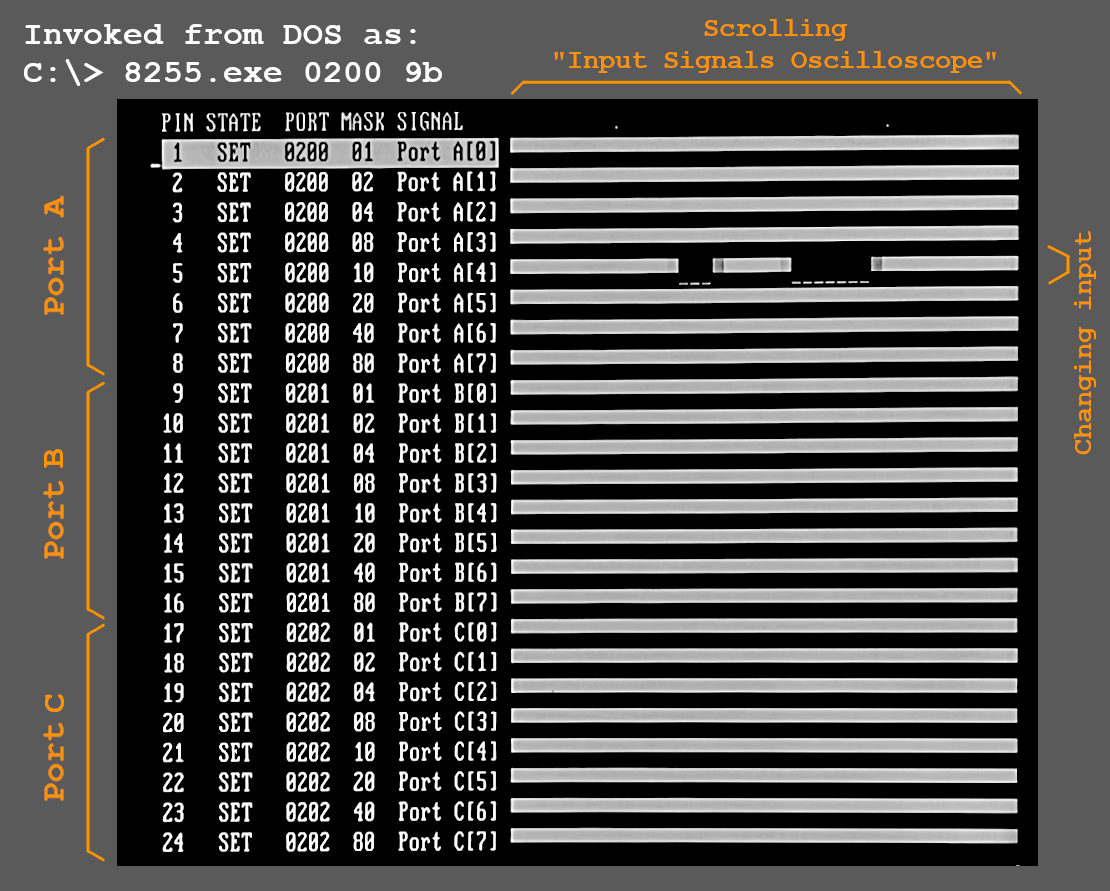 Invoked from DOS as:
C:\> 8255.exe 0200 9b
Scrolling
"Input Signals Oscilloscope"
PIN STATE PORT MASK SIGNAL
1 SET 0200 01 Port A[0]
2 SET 0200 02 Port A[1]
3 SET 0200 04 Port A[2]
4 SET 0200 08 Port A[3]
5 SET 0200 10 Port A[4]
6 SET 0200 20 Port A[5]
7 SET 0200 40 Port A[6]
8 SET 0200 80 Port A[7]
9 SET 0201 01 Port B[0]
10 SET 0201 02 Port B[1]
11 SET 0201 04 Port B[2]
12 SET 0201 08 Port B[3]
13 SET 0201 10 Port B[4]
14 SET 0201 20 Port B[5]
15 SET 0201 40 Port B[6]
16 SET 0201 80 Port B[7]
17 SET 0202 01 Port C[0]
18 SET 0202 02 Port C[1]
19 SET 0202 04 Port C[2]
20 SET 0202 08 Port C[3]
21 SET 0202 10 Port C[4]
22 SET 0202 20 Port C[5]
23 SET 0202 40 Port C[6]
24 SET 0202 80 Port C[7]
Port A
Port B
Port C
Changing input